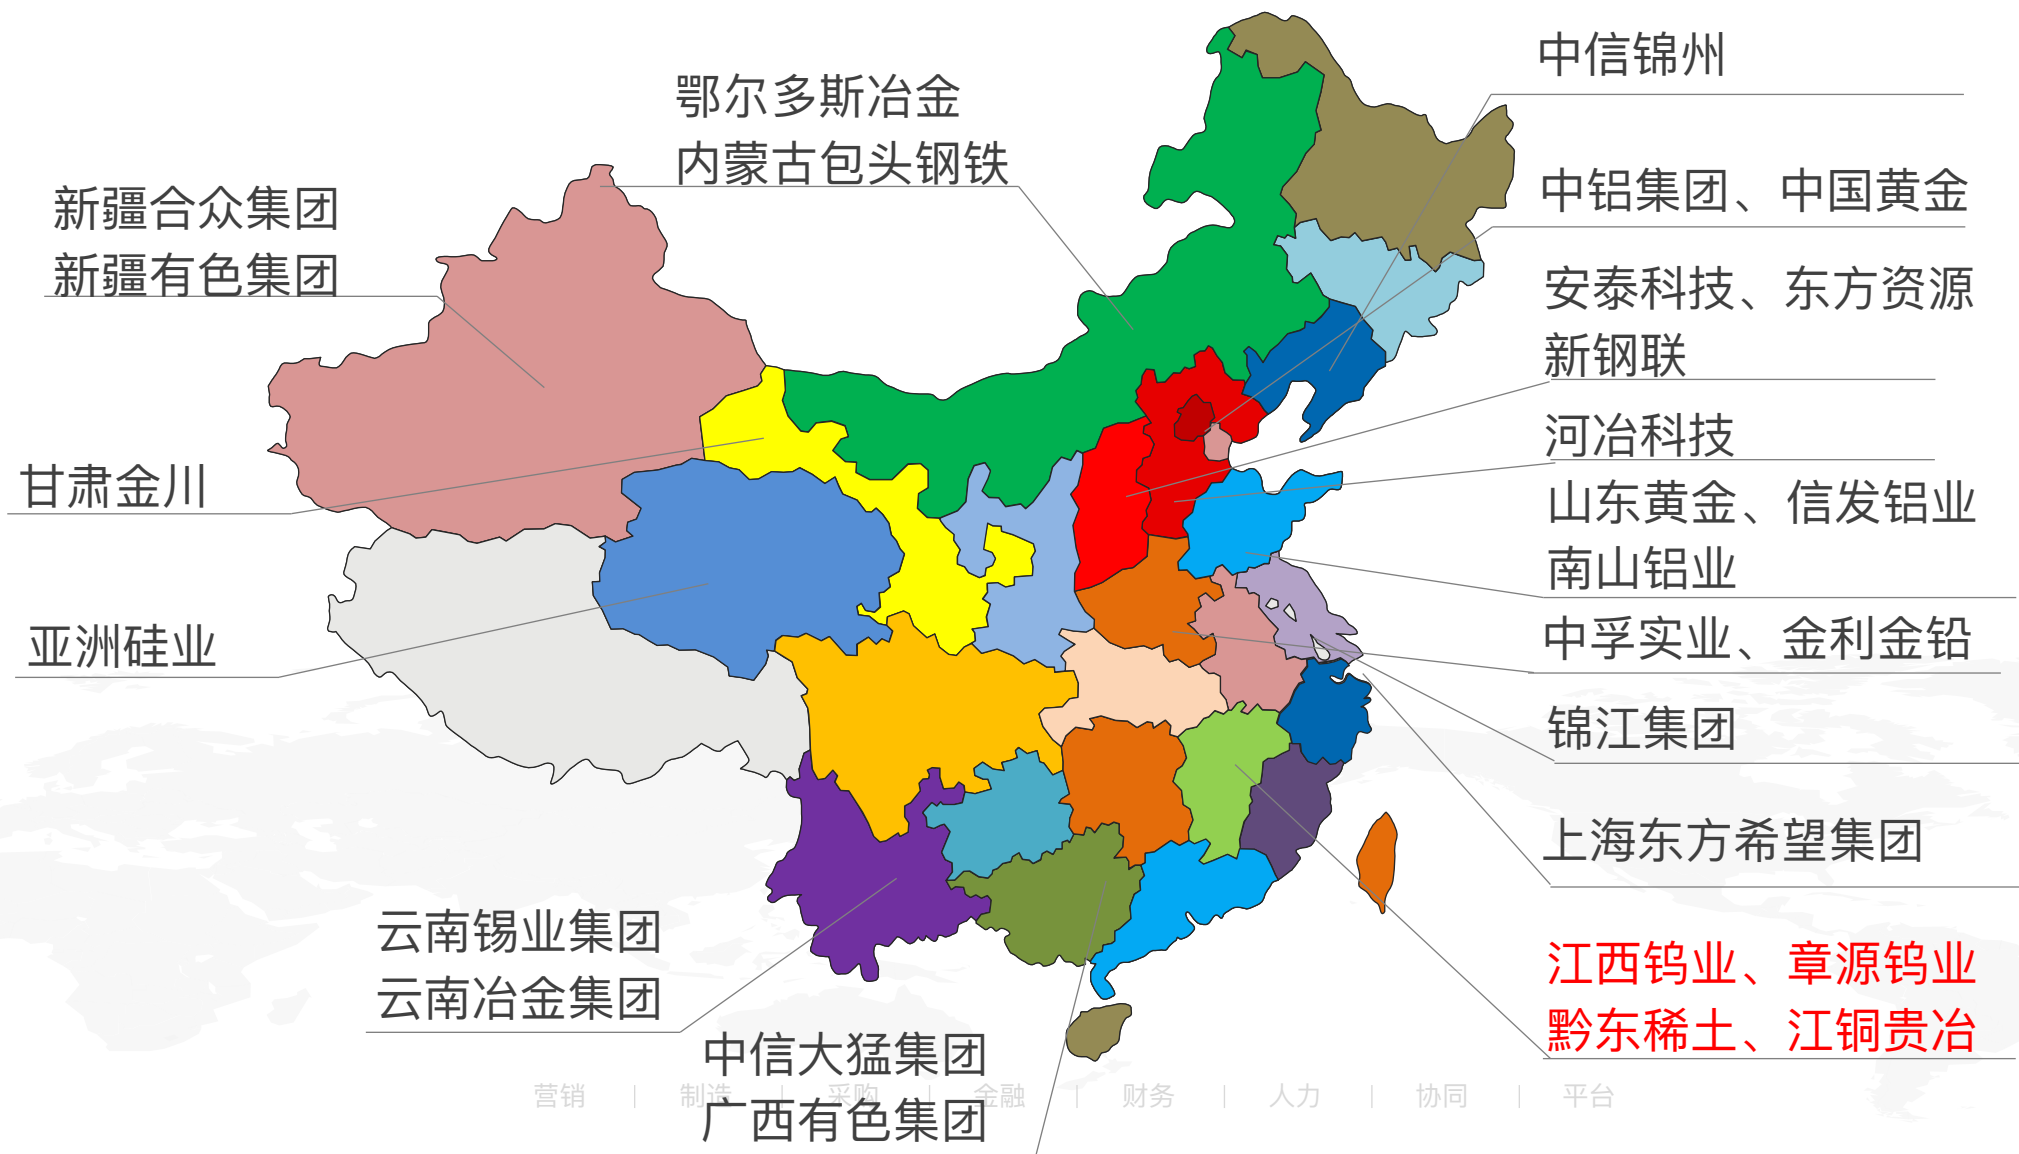 中信锦州
鄂尔多斯冶金
内蒙古包头钢铁
中铝集团、中国黄金
新疆合众集团
新疆有色集团
安泰科技、东方资源
新钢联
河冶科技
甘肃金川
山东黄金、信发铝业
南山铝业
中孚实业、金利金铅
亚洲硅业
锦江集团
上海东方希望集团
云南锡业集团
云南冶金集团
江西钨业、章源钨业
黔东稀土、江铜贵冶
中信大猛集团
广西有色集团
营销 | 制造 | 采购 | 金融 | 财务 | 人力 | 协同 | 平台